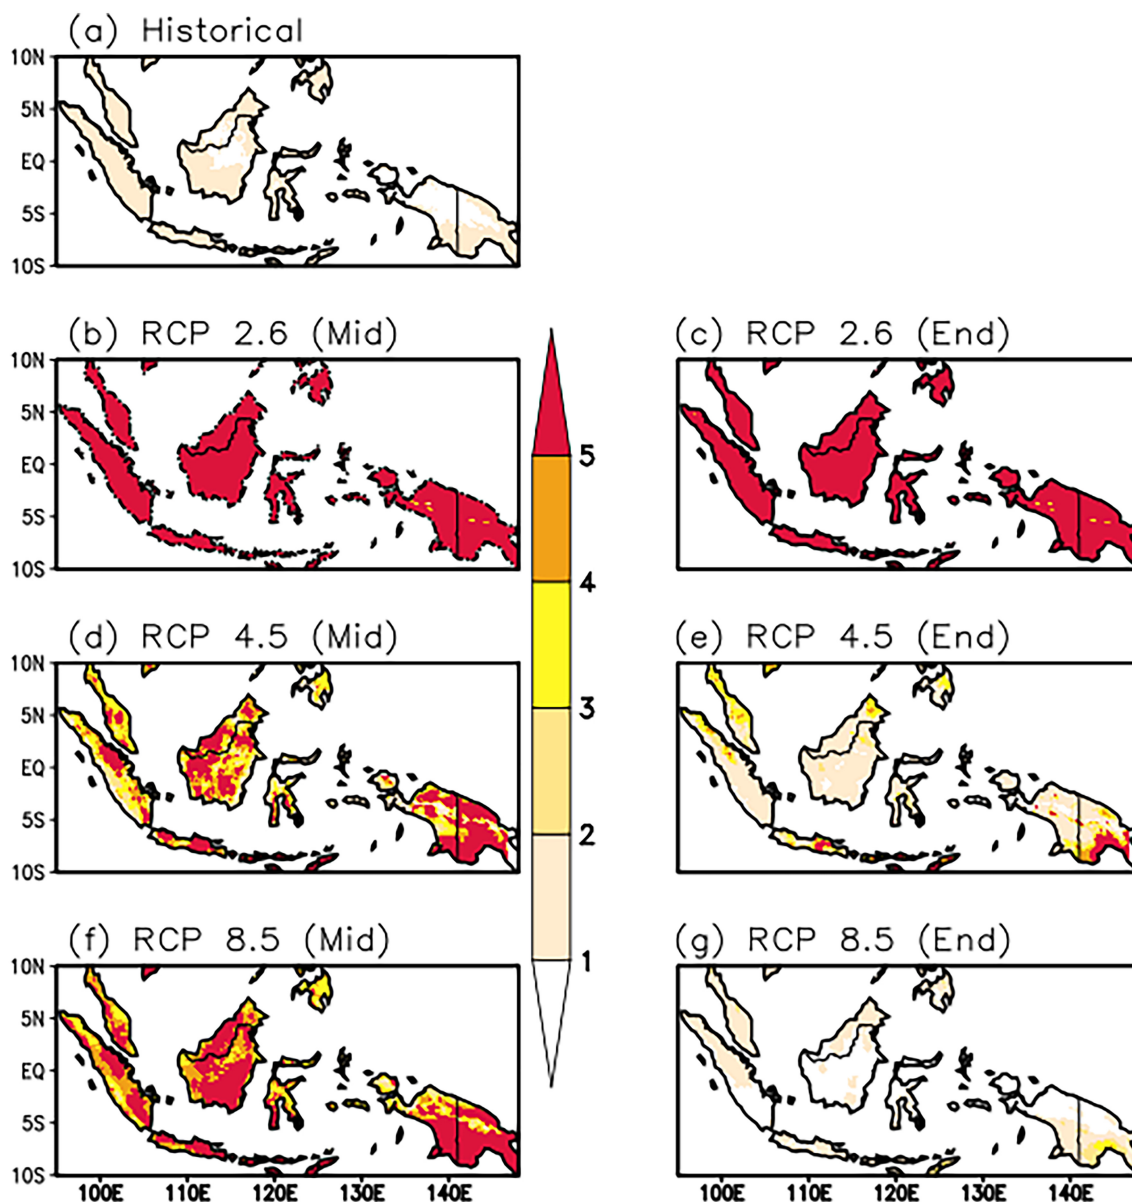 (a) Historical
10N
5N
EQ
5S
10S
(b) RCP 2.6 (Mid)
(c) RCP 2.6 (End)
10N
5N
EQ
5S
10S
5
4
3
2
1
(d) RCP 4.5 (Mid)
(e) RCP 4.5 (End)
10N
5N
EQ
5S
10S
(f) RCP 8.5 (Mid)
(g) RCP 8.5 (End)
10N
5N
EQ
5S
10S
100E 110E 120E 130E 140E
100E 110E 120E 130E 140E